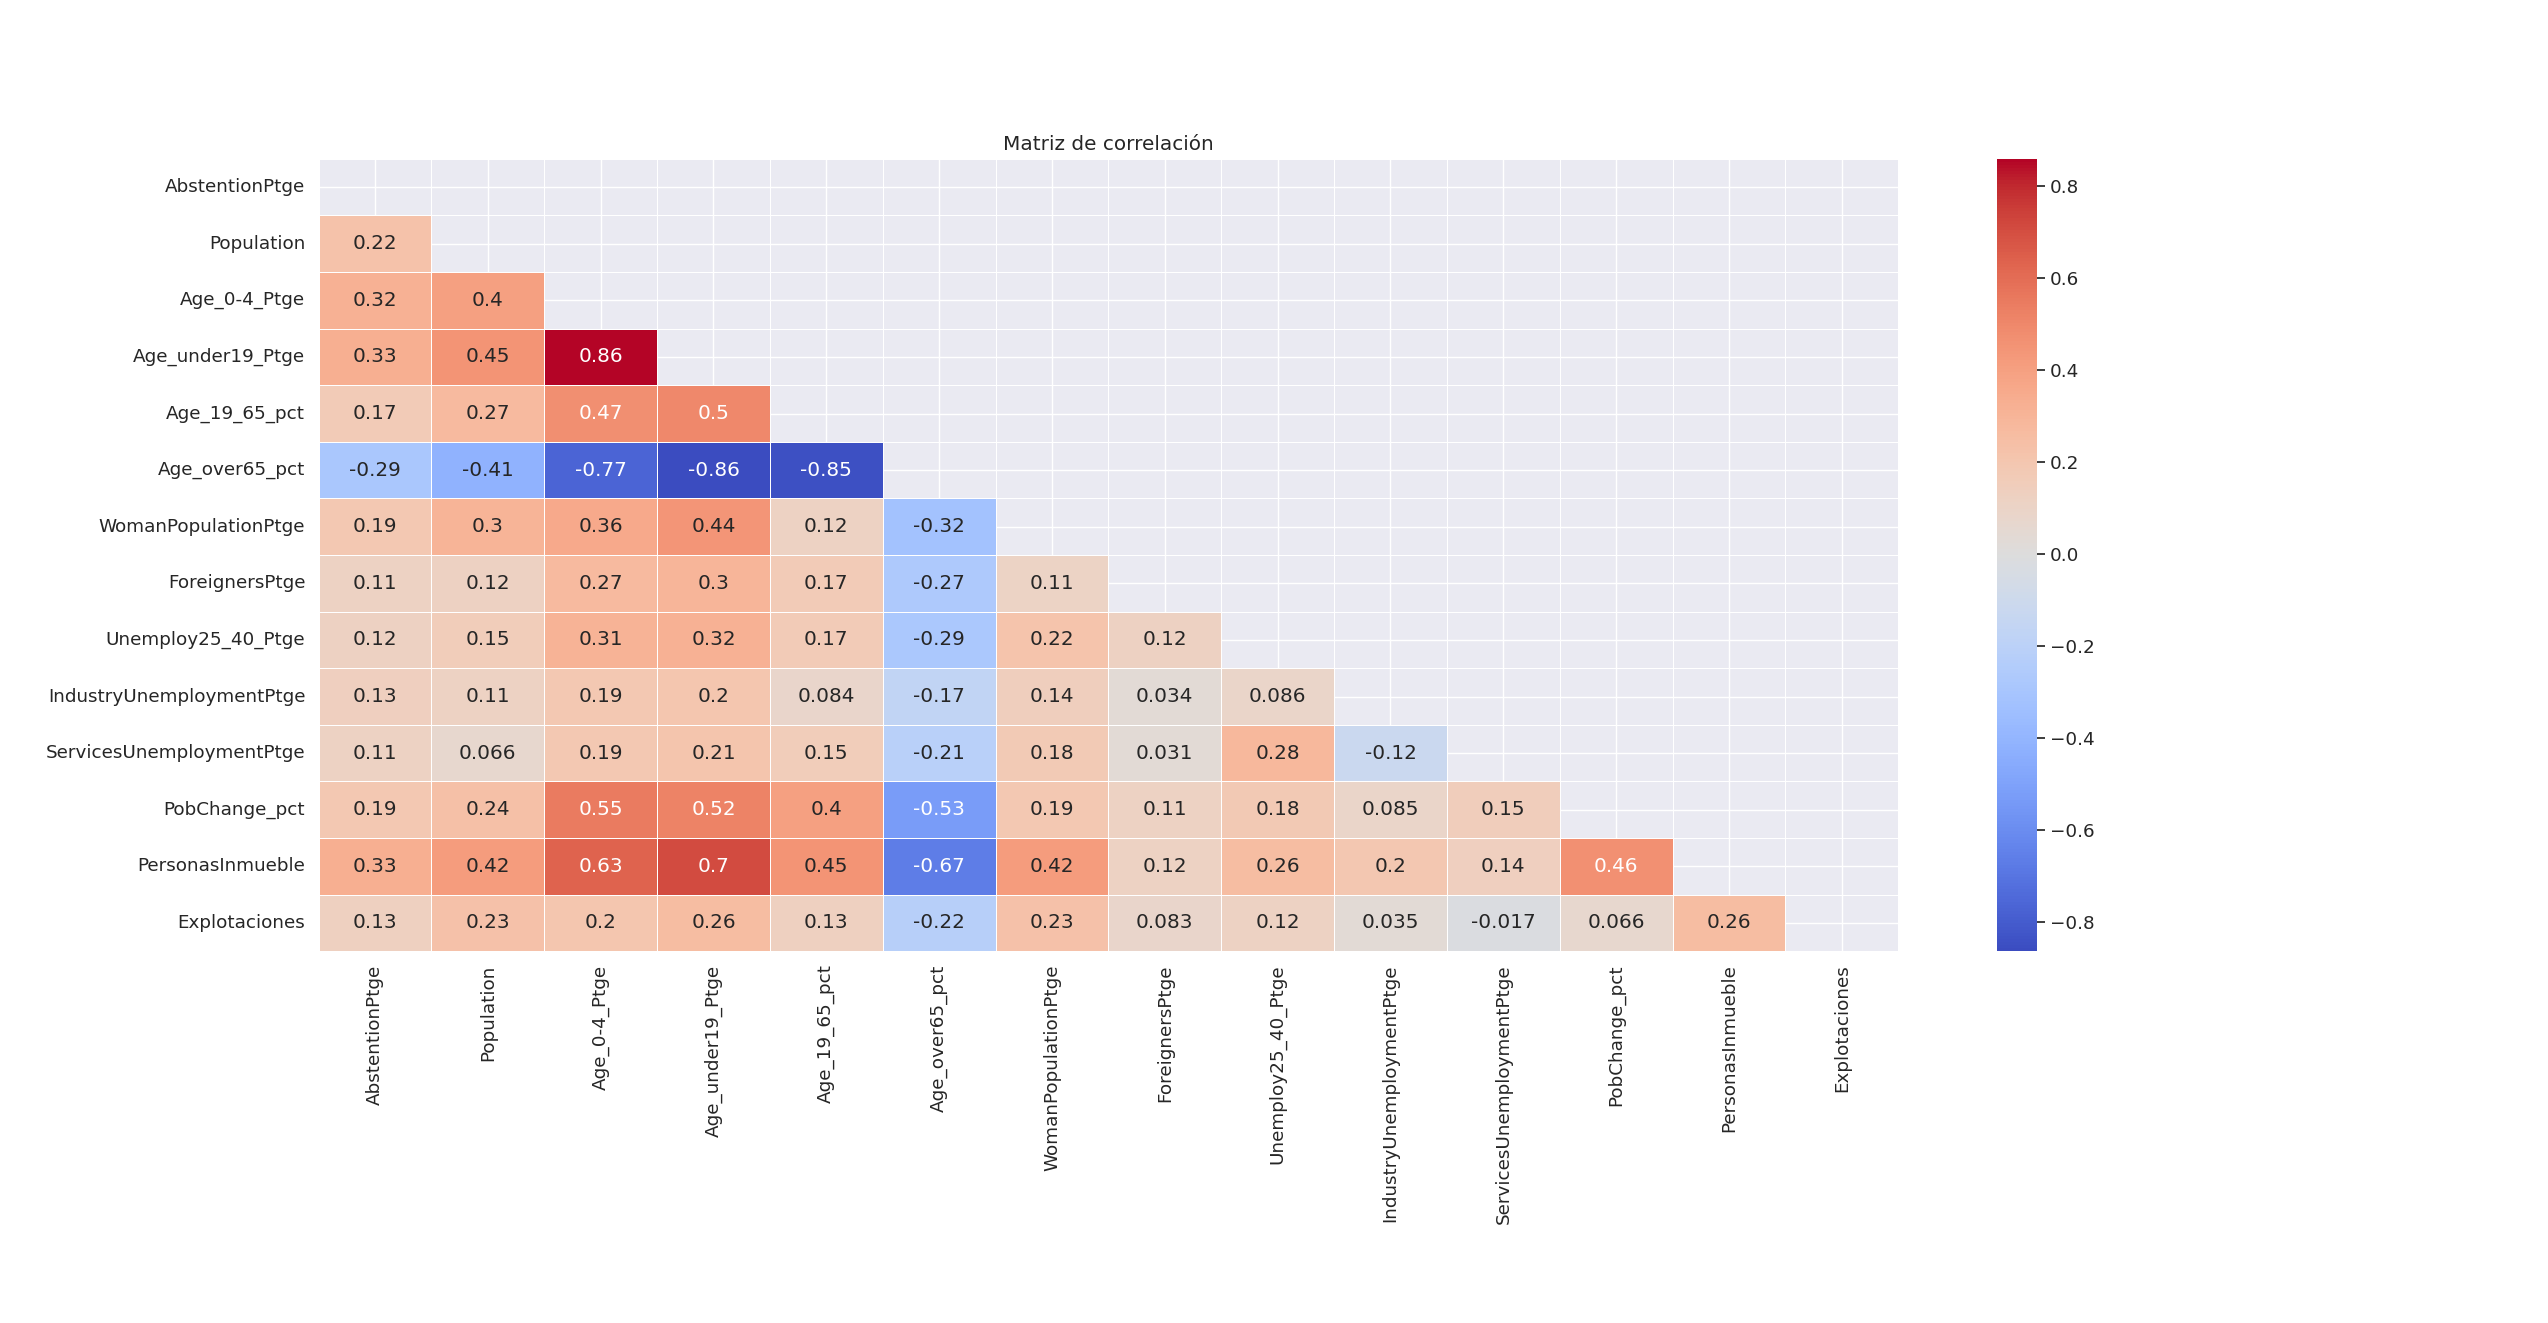 Matriz de correlación
AbstentionPtge
Population 0.22
Age_0-4_Ptge 0.32 0.4
Age_under19_Ptge 0.33 0.45 0.86
Age_19_65_pct 0.17 0.27 0.47 0.5
Age_over65_pct -0.29 -0.41 -0.77 -0.86 -0.85
WomanPopulationPtge 0.19 0.3 0.36 0.44 0.12 -0.32
ForeignersPtge 0.11 0.12 0.27 0.3 0.17 -0.27 0.11
Unemploy25_40_Ptge 0.12 0.15 0.31 0.32 0.17 -0.29 0.22 0.12
IndustryUnemploymentPtge 0.13 0.11 0.19 0.2 0.084 -0.17 0.14 0.034 0.086
ServicesUnemploymentPtge 0.11 0.066 0.19 0.21 0.15 -0.21 0.18 0.031 0.28 -0.12
PobChange_pct 0.19 0.24 0.55 0.52 0.4 -0.53 0.19 0.11 0.18 0.085 0.15
PersonasInmueble 0.33 0.42 0.63 0.7 0.45 -0.67 0.42 0.12 0.26 0.2 0.14 0.46
Explotaciones 0.13 0.23 0.2 0.26 0.13 -0.22 0.23 0.083 0.12 0.035 -0.017 0.066 0.26
AbstentionPtge
Population
Age_0-4_Ptge
Age_under19_Ptge
Age_19_65_pct
Age_over65_pct
WomanPopulationPtge
ForeignersPtge
Unemploy25_40_Ptge
IndustryUnemploymentPtge
ServicesUnemploymentPtge
PobChange_pct
PersonasInmueble
Explotaciones
0.8
0.6
0.4
0.2
0.0
−0.2
−0.4
−0.6
−0.8